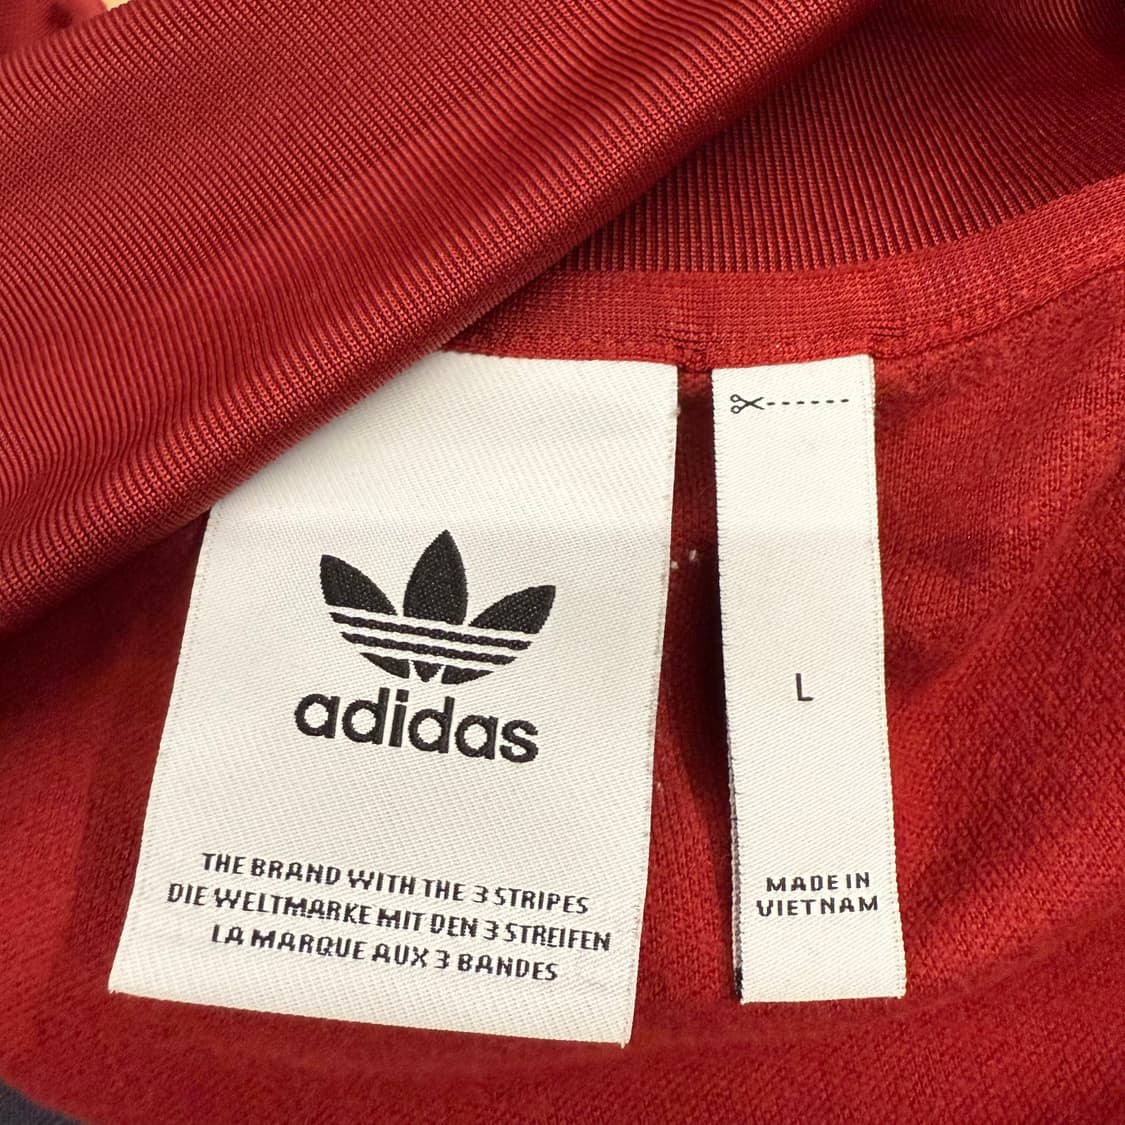 adidas
THE BRAND WITH THE 3 STRIPES
DIE WELTMARKE MIT DEN 3 STREIFEN
LA MARQUE AUX 3 BANDES
L
MADE IN
VIETNAM